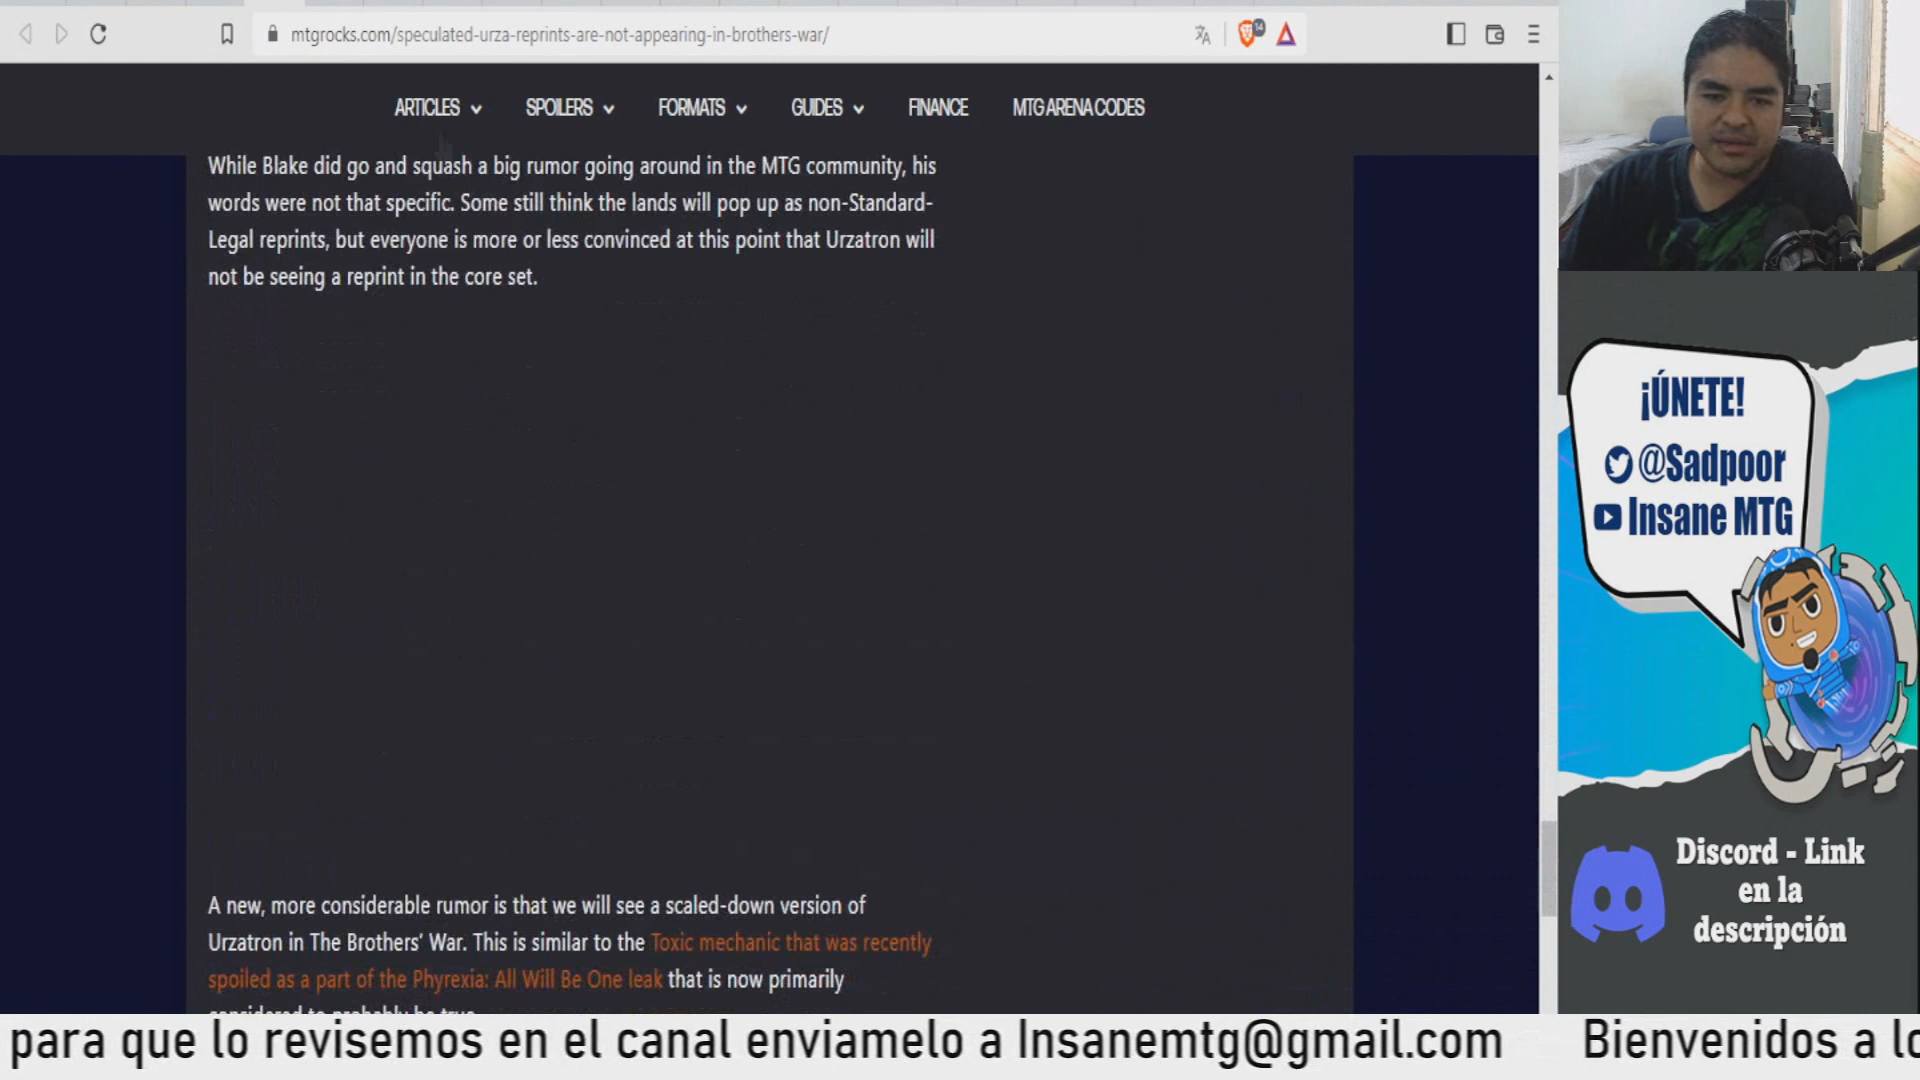 mtgrocks.com/speculated-urza-reprints-are-not-appearing-in-brothers-war/
14
ARTICLES SPOILERS FORMATS GUIDES FINANCE MTG ARENA CODES
While Blake did go and squash a big rumor going around in the MTG community, his
words were not that specific. Some still think the lands will pop up as non-Standard-
Legal reprints, but everyone is more or less convinced at this point that Urzatron will
not be seeing a reprint in the core set.
A new, more considerable rumor is that we will see a scaled-down version of
Urzatron in The Brothers' War. This is similar to the Toxic mechanic that was recently
spoiled as a part of the Phyrexia: All Will Be One leak that is now primarily
considered to probably be true.
¡ÚNETE!
@Sadpoor
Insane MTG
Discord - Link
en la
descripción
para que lo revisemos en el canal enviamelo a Insanemtg@gmail.com Bienvenidos a lo